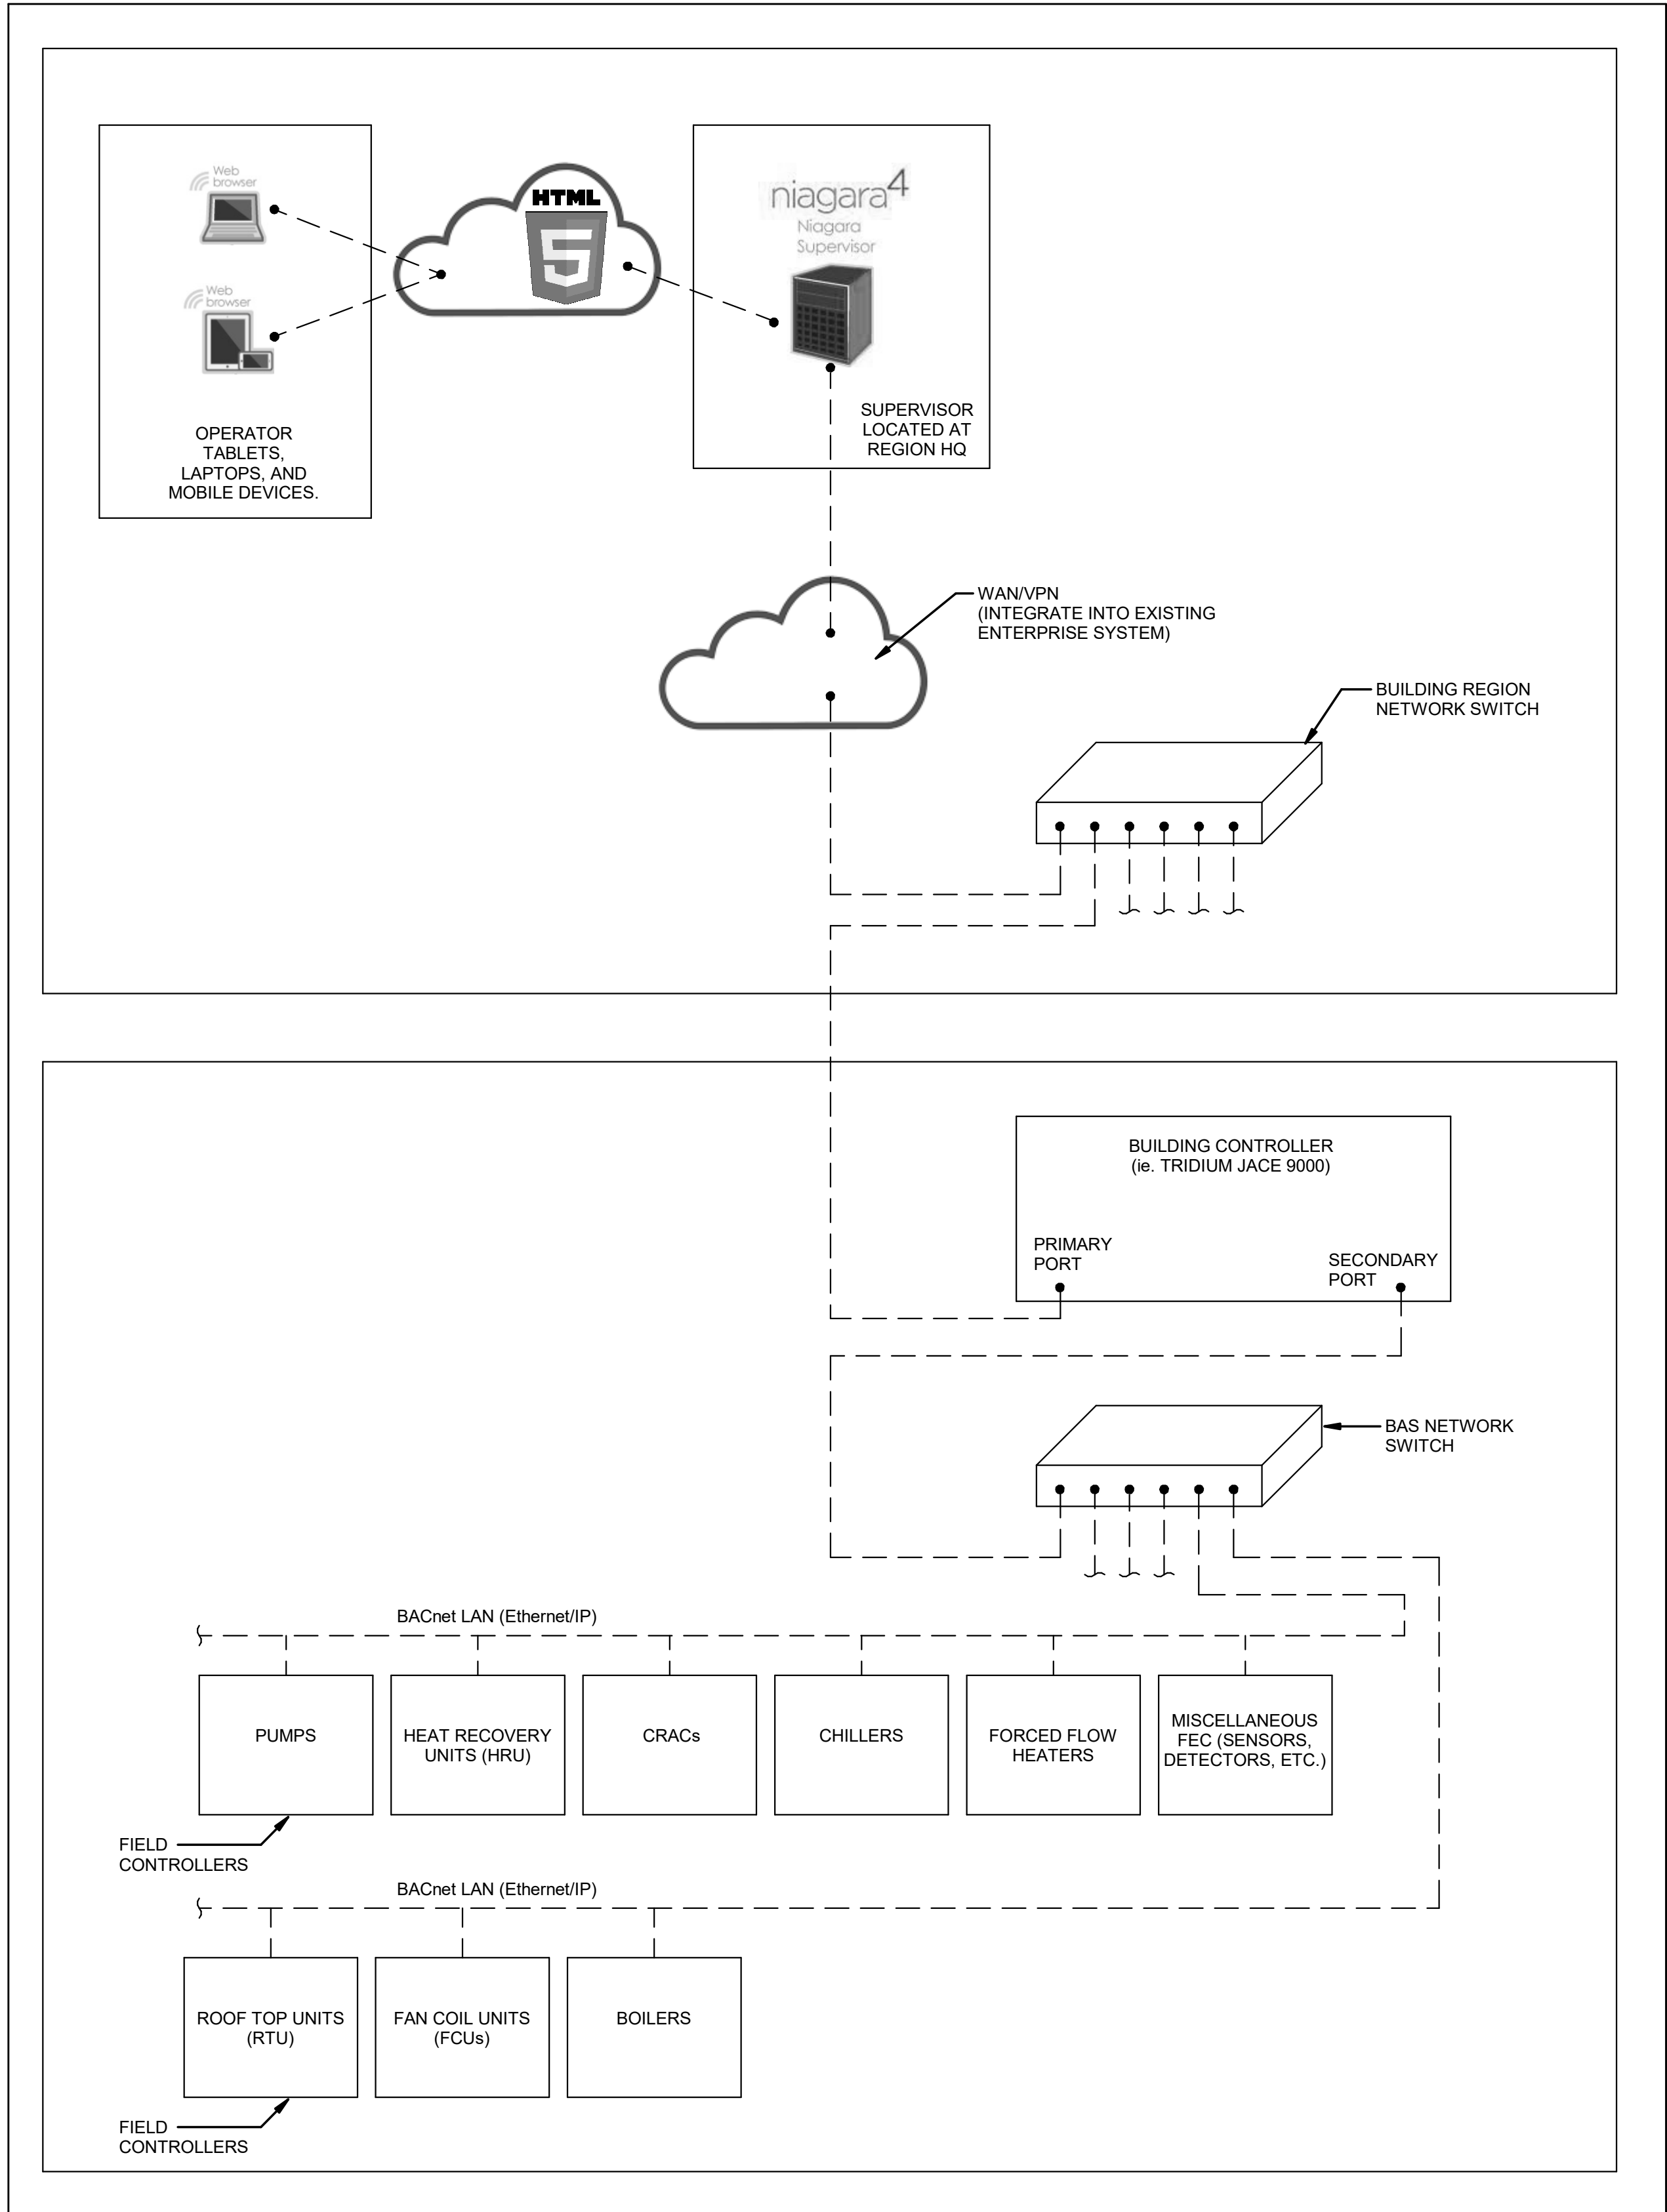 Web
browser
Web
browser
OPERATOR
TABLETS,
LAPTOPS, AND
MOBILE DEVICES.
HTML
5
niagara4
Niagara
Supervisor
SUPERVISOR
LOCATED AT
REGION HQ
WAN/VPN
(INTEGRATE INTO EXISTING
ENTERPRISE SYSTEM)
BUILDING REGION
NETWORK SWITCH
BUILDING CONTROLLER
(ie. TRIDIUM JACE 9000)
PRIMARY
PORT
SECONDARY
PORT
BAS NETWORK
SWITCH
BACnet LAN (Ethernet/IP)
PUMPS
HEAT RECOVERY
UNITS (HRU)
CRACs
CHILLERS
FORCED FLOW
HEATERS
MISCELLANEOUS
FEC (SENSORS,
DETECTORS, ETC.)
FIELD
CONTROLLERS
BACnet LAN (Ethernet/IP)
ROOF TOP UNITS
(RTU)
FAN COIL UNITS
(FCUs)
BOILERS
FIELD
CONTROLLERS